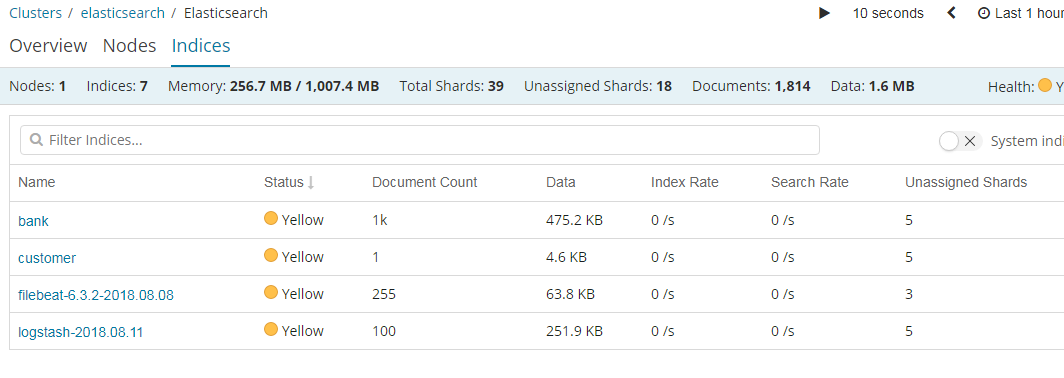 Clusters / elasticsearch / Elasticsearch 10 seconds Last 1 hour
Overview Nodes Indices
Nodes: 1 Indices: 7 Memory: 256.7 MB / 1,007.4 MB Total Shards: 39 Unassigned Shards: 18 Documents: 1,814 Data: 1.6 MB Health: Y
Filter Indices... System indi
Name Status Document Count Data Index Rate Search Rate Unassigned Shards
bank Yellow 1k 475.2 KB 0 /s 0 /s 5
customer Yellow 1 4.6 KB 0 /s 0 /s 5
filebeat-6.3.2-2018.08.08 Yellow 255 63.8 KB 0 /s 0 /s 3
logstash-2018.08.11 Yellow 100 251.9 KB 0 /s 0 /s 5